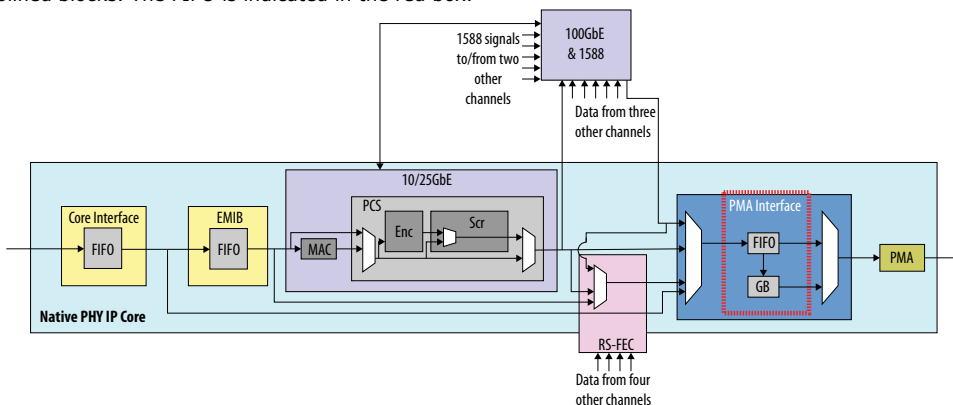 1588 signals
to/from two
other
channels
100GbE
& 1588
Data from three
other channels
10/25GbE
PCS
Core Interface
FIFO
EMIB
FIFO
MAC
Enc
Scr
PMA Interface
FIFO
GB
PMA
Native PHY IP Core
RS-FEC
Data from four
other channels